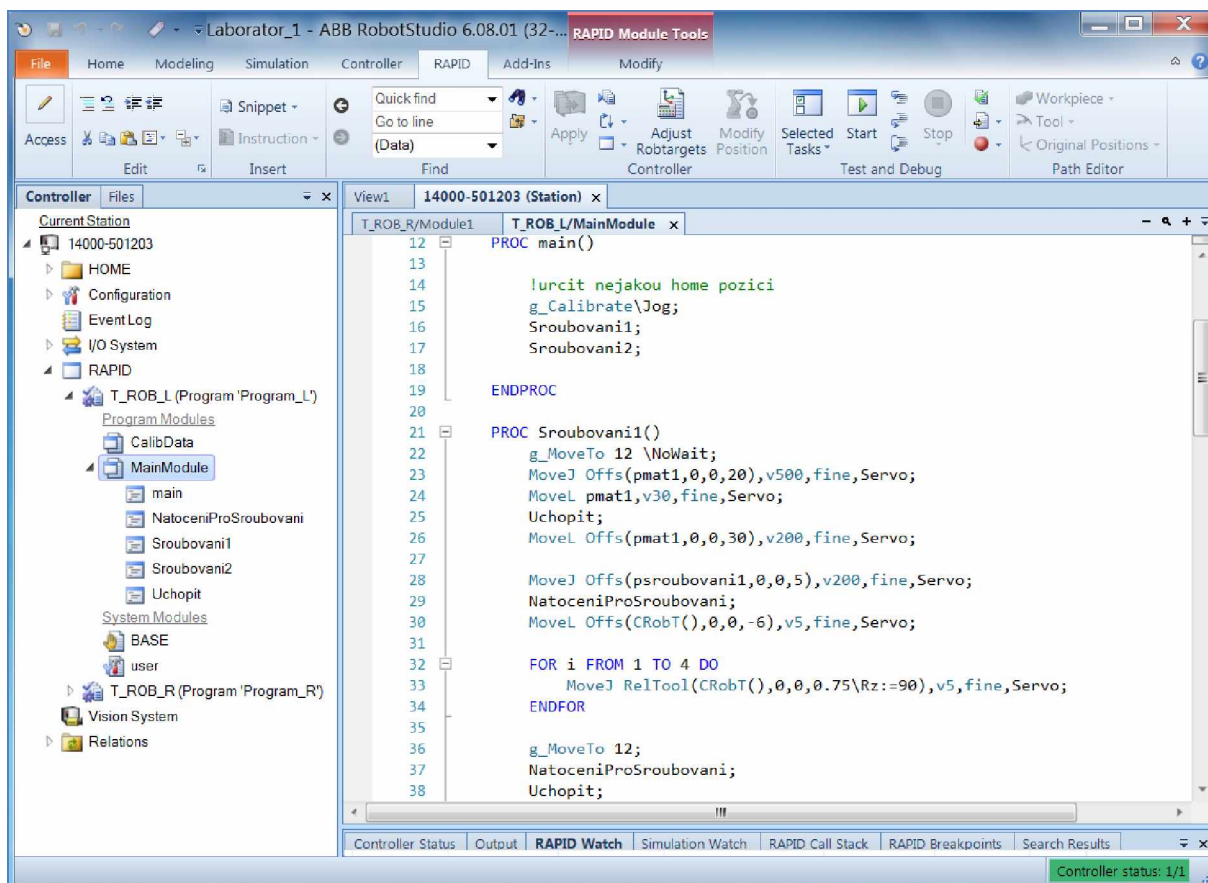 Laborator_1 - ABB RobotStudio 6.08.01 (32-...
RAPID Module Tools
File Home Modeling Simulation Controller RAPID Add-Ins Modify
Access
Snippet
Instruction
Quick find
Go to line
(Data)
Apply
Adjust Robtargets
Modify Position
Selected Tasks
Start
Stop
Workpiece
Tool
Original Positions
Edit Insert Find Controller Test and Debug Path Editor
Controller Files
Current Station
14000-501203
HOME
Configuration
Event Log
I/O System
RAPID
T_ROB_L (Program 'Program_L')
Program Modules
CalibData
MainModule
main
NatoceniProSroubovani
Sroubovani1
Sroubovani2
Uchopit
System Modules
BASE
user
T_ROB_R (Program 'Program_R')
Vision System
Relations
View1 14000-501203 (Station) x
T_ROB_R/Module1 T_ROB_L/MainModule x
12 PROC main()
13
14 !urcit nejakou home pozici
15 g_Calibrate\Jog;
16 Sroubovani1;
17 Sroubovani2;
18
19 ENDPROC
20
21 PROC Sroubovani1()
22 g_MoveTo 12 \NoWait;
23 MoveJ Offs(pmat1,0,0,20),v500,fine,Servo;
24 MoveL pmat1,v30,fine,Servo;
25 Uchopit;
26 MoveL Offs(pmat1,0,0,30),v200,fine,Servo;
27
28 MoveJ Offs(psroubovani1,0,0,5),v200,fine,Servo;
29 NatoceniProSroubovani;
30 MoveL Offs(CRobT(),0,0,-6),v5,fine,Servo;
31
32 FOR i FROM 1 TO 4 DO
33 MoveJ RelTool(CRobT(),0,0,0.75\Rz:=90),v5,fine,Servo;
34 ENDFOR
35
36 g_MoveTo 12;
37 NatoceniProSroubovani;
38 Uchopit;
Controller Status Output RAPID Watch Simulation Watch RAPID Call Stack RAPID Breakpoints Search Results
Controller status: 1/1